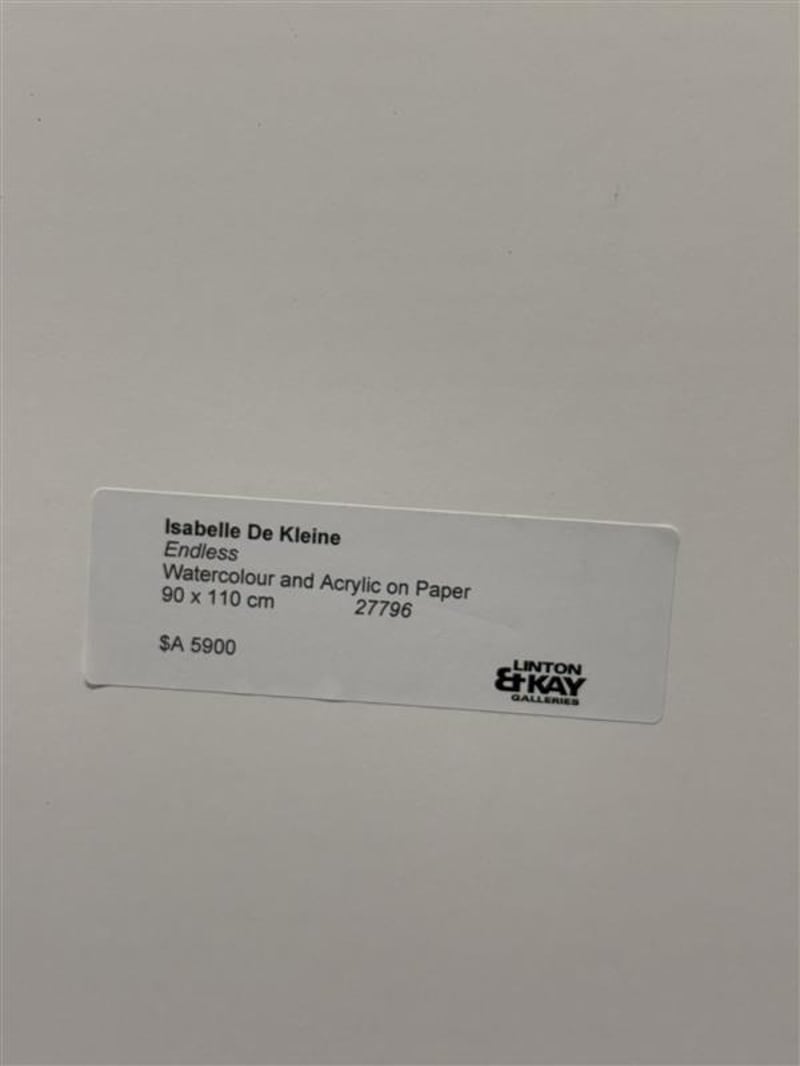 Isabelle De Kleine
Endless
Watercolour and Acrylic on Paper
90 x 110 cm 27796
$A 5900
LINTON
& KAY
GALLERIES